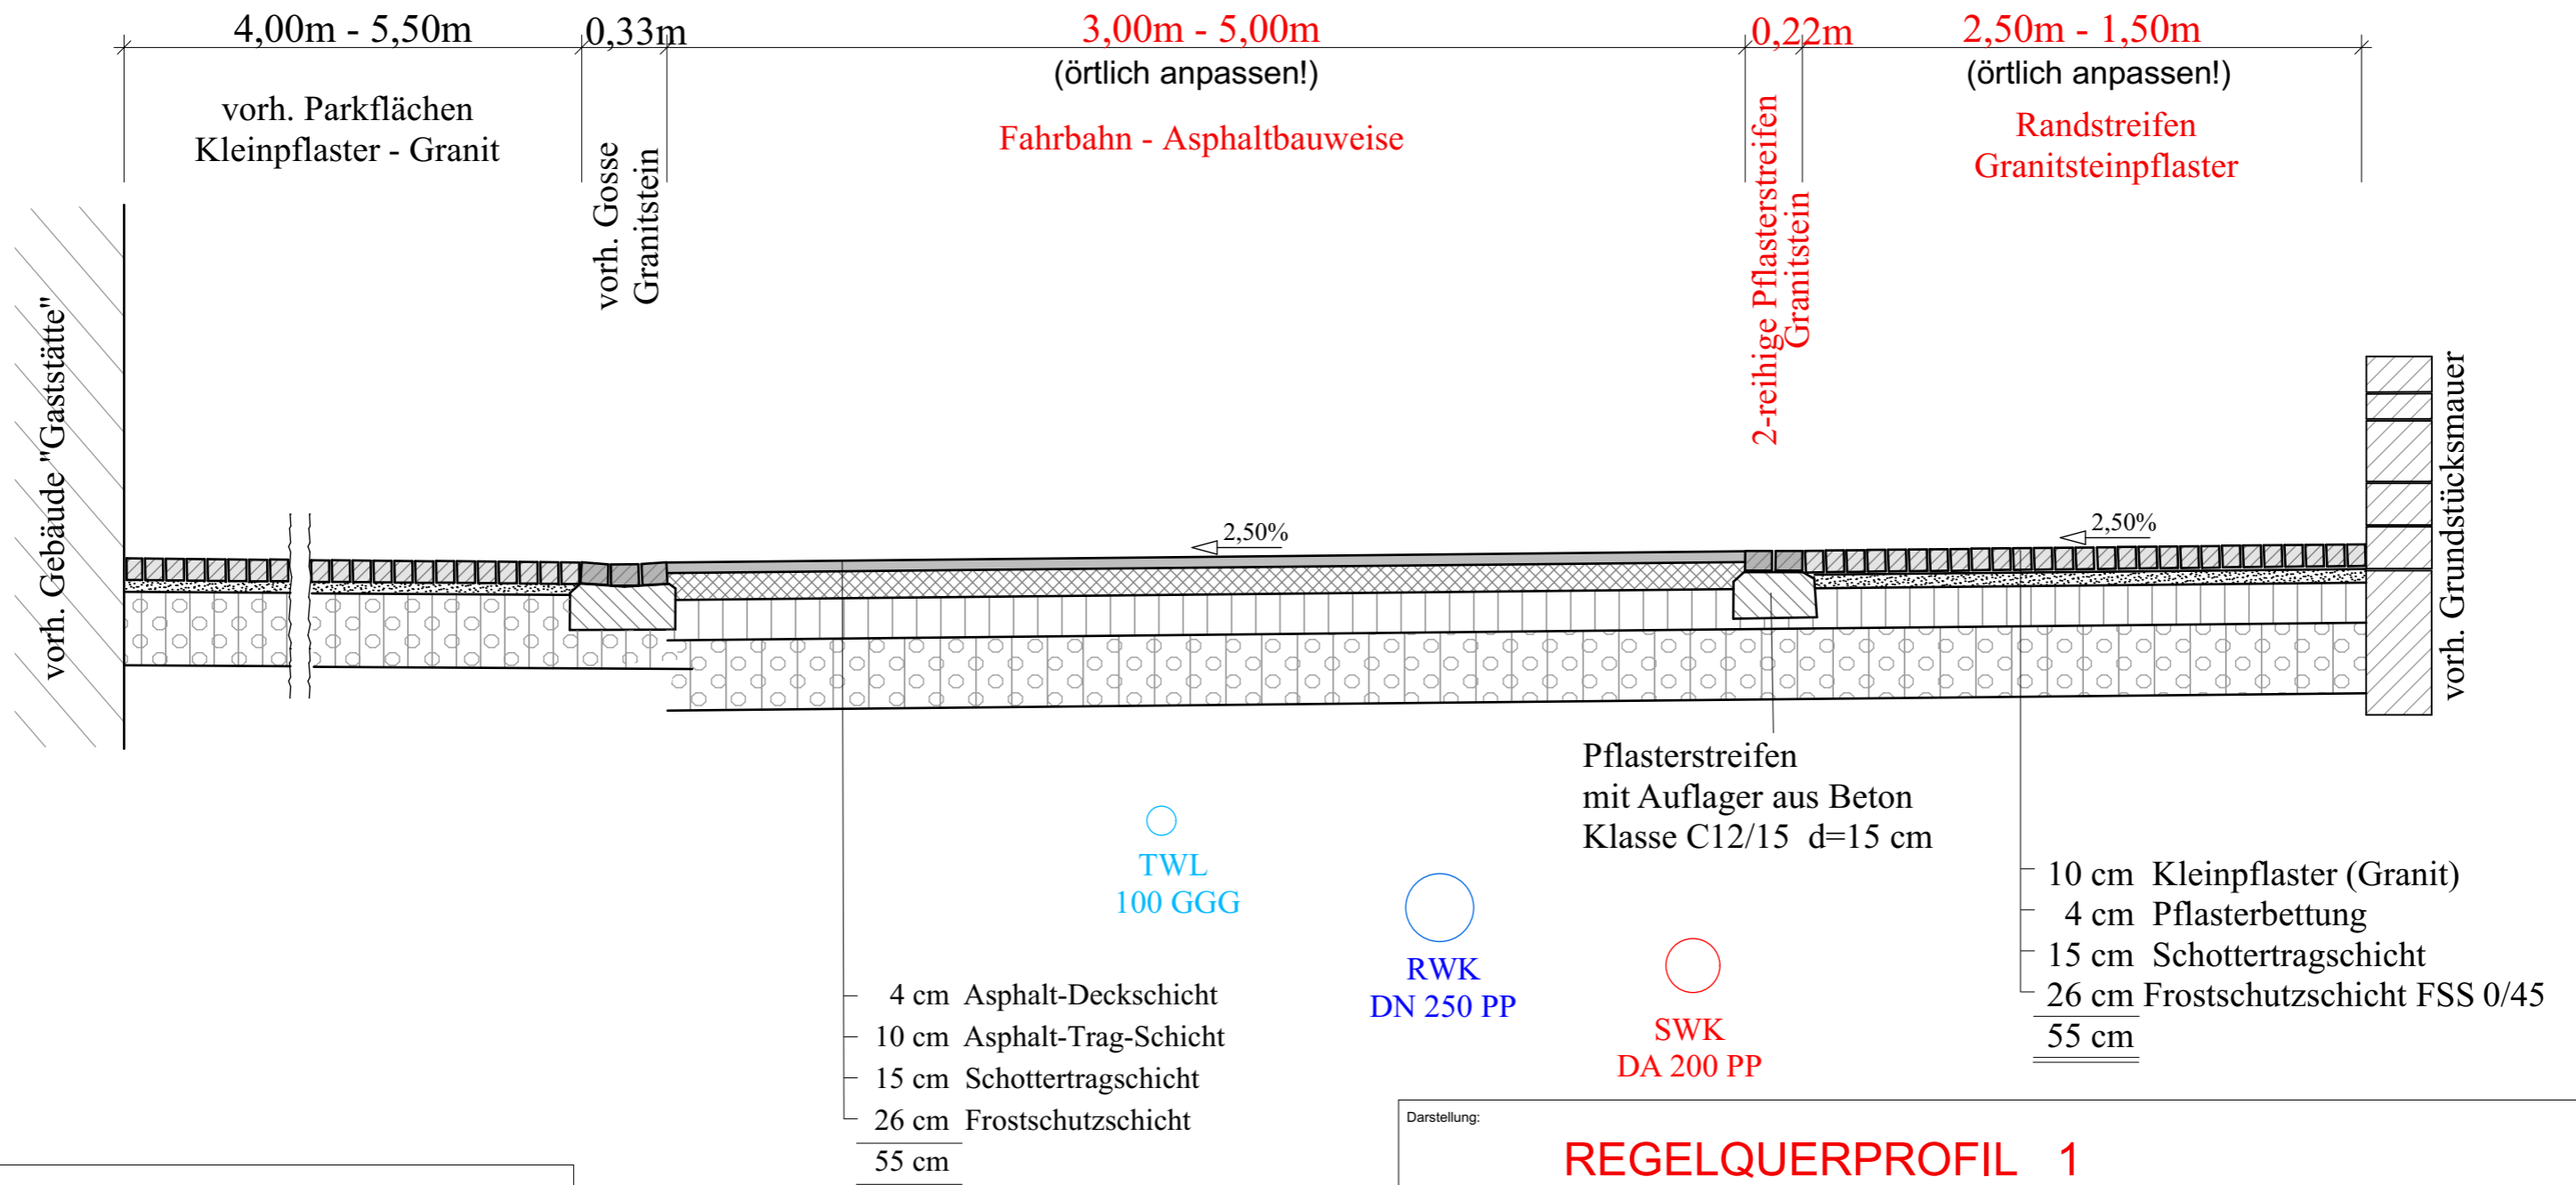 4,00m - 5,50m
0,33m
3,00m - 5,00m
0,22m
2,50m - 1,50m
(örtlich anpassen!)
(örtlich anpassen!)
vorh. Parkflächen
Kleinpflaster - Granit
vorh. Gosse
Granitstein
Fahrbahn - Asphaltbauweise
2-reihige Pflasterstreifen
Granitstein
Randstreifen
Granitsteinpflaster
vorh. Gebäude "Gaststätte"
2,50%
2,50%
vorh. Grundstücksmauer
Pflasterstreifen
mit Auflager aus Beton
Klasse C12/15 d=15 cm
TWL
100 GGG
RWK
DN 250 PP
SWK
DA 200 PP
10 cm Kleinpflaster (Granit)
4 cm Pflasterbettung
15 cm Schottertragschicht
26 cm Frostschutzschicht FSS 0/45
55 cm
4 cm Asphalt-Deckschicht
10 cm Asphalt-Trag-Schicht
15 cm Schottertragschicht
26 cm Frostschutzschicht
55 cm
Darstellung:
REGELQUERPROFIL 1